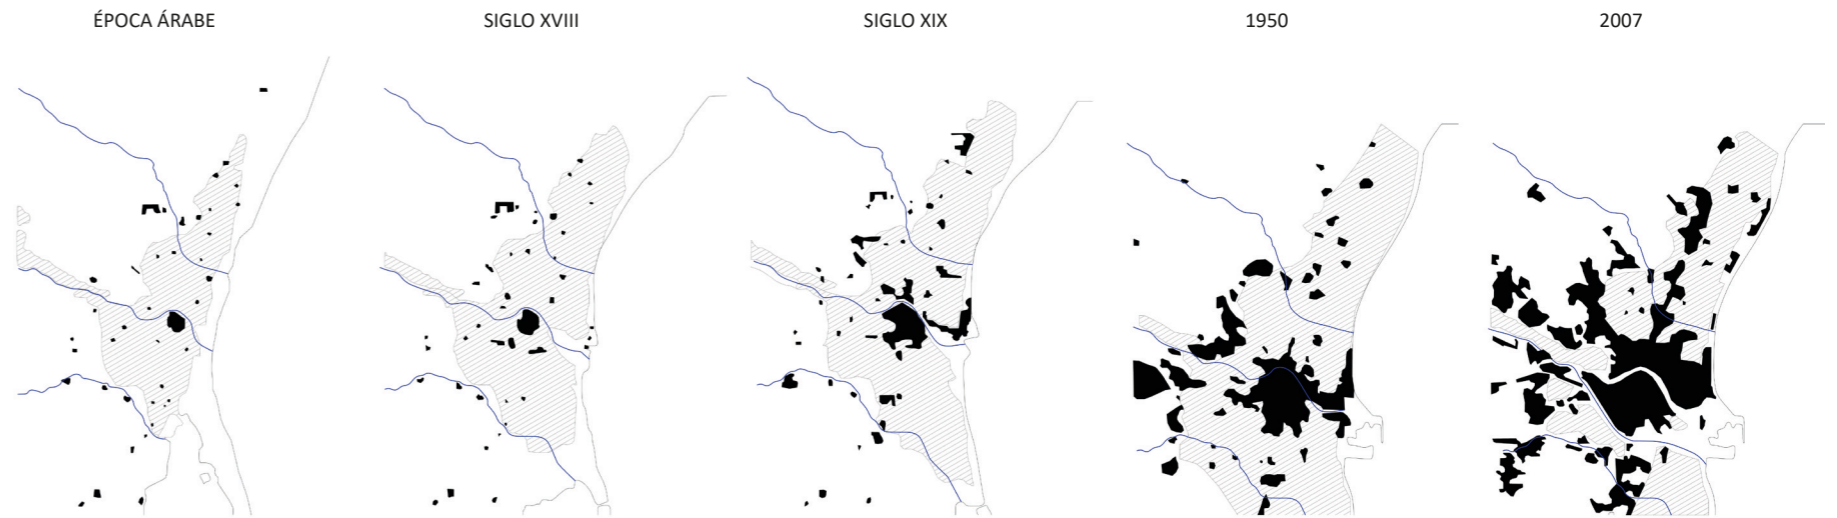 ÉPOCA ÁRABE
SIGLO XVIII
SIGLO XIX
1950
2007